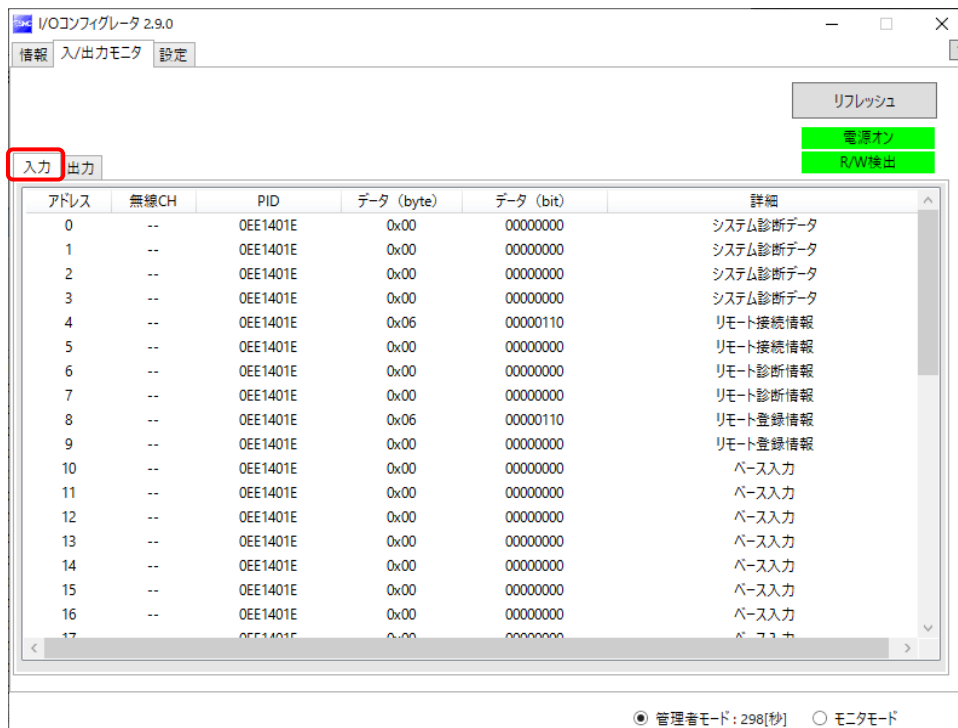 SMC I/Oコンフィグレータ 2.9.0
情報 入/出力モニタ 設定
リフレッシュ
電源オン
R/W検出
入力 出力
アドレス 無線CH PID データ (byte) データ (bit) 詳細
0 -- 0EE1401E 0x00 00000000 システム診断データ
1 -- 0EE1401E 0x00 00000000 システム診断データ
2 -- 0EE1401E 0x00 00000000 システム診断データ
3 -- 0EE1401E 0x00 00000000 システム診断データ
4 -- 0EE1401E 0x06 00000110 リモート接続情報
5 -- 0EE1401E 0x00 00000000 リモート接続情報
6 -- 0EE1401E 0x00 00000000 リモート診断情報
7 -- 0EE1401E 0x00 00000000 リモート診断情報
8 -- 0EE1401E 0x06 00000110 リモート登録情報
9 -- 0EE1401E 0x00 00000000 リモート登録情報
10 -- 0EE1401E 0x00 00000000 ベース入力
11 -- 0EE1401E 0x00 00000000 ベース入力
12 -- 0EE1401E 0x00 00000000 ベース入力
13 -- 0EE1401E 0x00 00000000 ベース入力
14 -- 0EE1401E 0x00 00000000 ベース入力
15 -- 0EE1401E 0x00 00000000 ベース入力
16 -- 0EE1401E 0x00 00000000 ベース入力
17 -- 0EE1401E 0x00 00000000 ベース入力
管理者モード : 298[秒] モニタモード